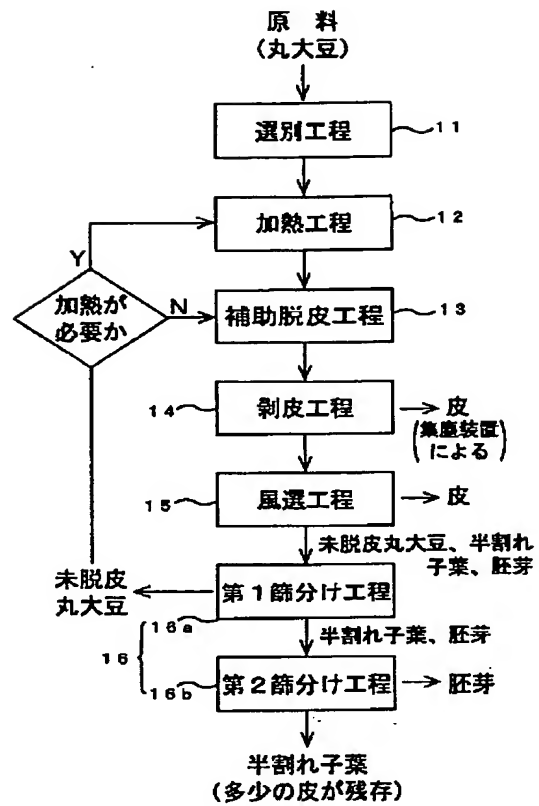 原 料
(丸大豆)
選別工程
11
加熱工程
12
Y
加熱が
必要か
N
補助脱皮工程
13
14
剥皮工程
皮
(集塵装置
による)
15
風選工程
皮
未脱皮丸大豆、半割れ
子葉、胚芽
未脱皮
丸大豆
第1篩分け工程
16a
半割れ子葉、胚芽
16
16b
第2篩分け工程
胚芽
半割れ子葉
(多少の皮が残存)